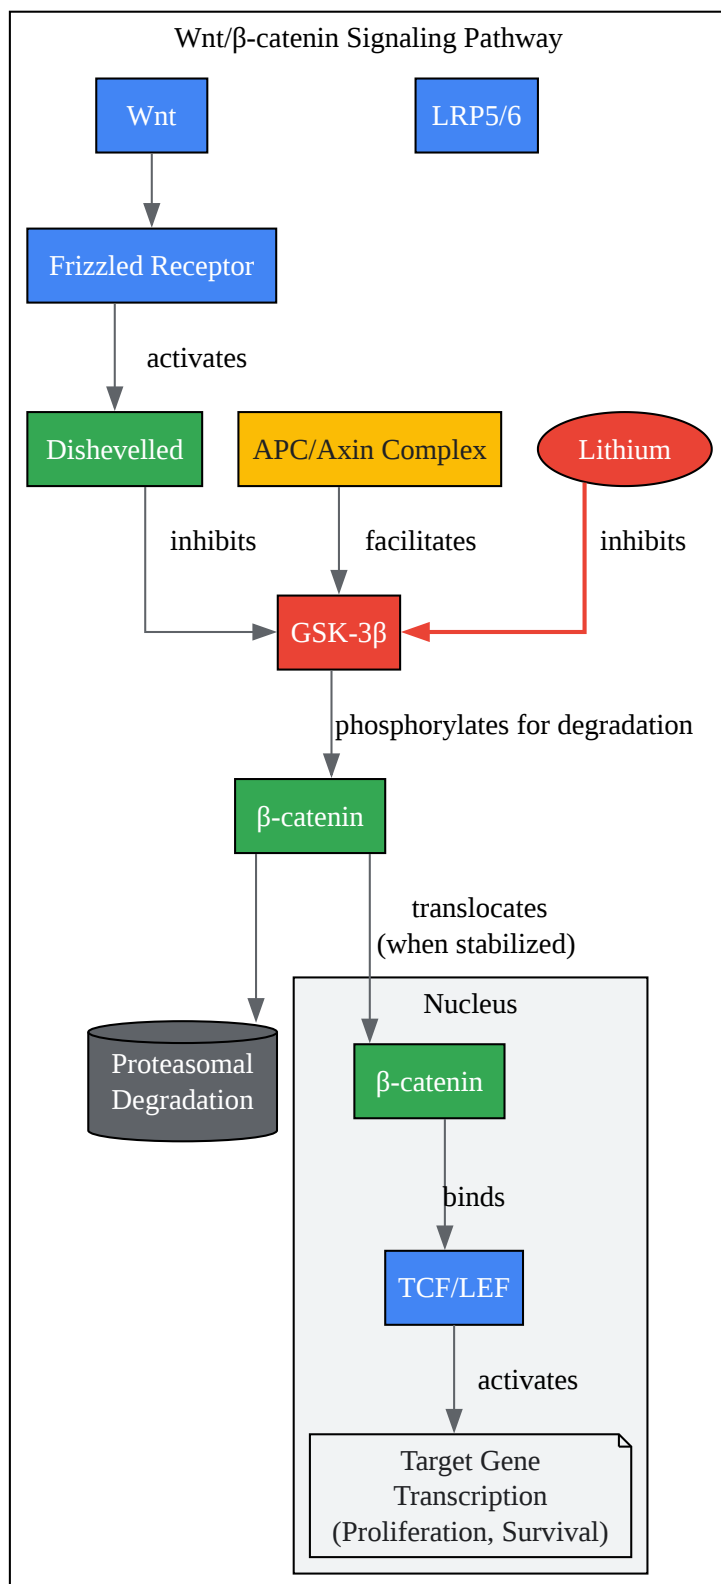 Wnt/β-catenin Signaling Pathway
Wnt
LRP5/6
Frizzled Receptor
activates
Dishevelled
APC/Axin Complex
Lithium
inhibits
facilitates
inhibits
GSK-3β
phosphorylates for degradation
β-catenin
translocates
(when stabilized)
Nucleus
Proteasomal
Degradation
β-catenin
binds
TCF/LEF
activates
Target Gene
Transcription
(Proliferation, Survival)